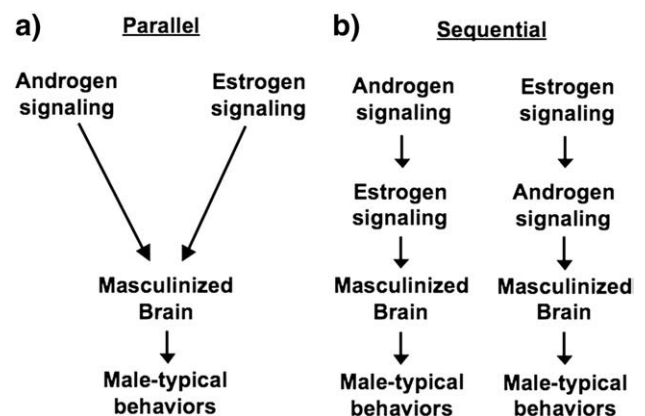 a) Parallel
Androgen
signaling
Estrogen
signaling
Masculinized
Brain
Male-typical
behaviors
b) Sequential
Androgen
signaling
Estrogen
signaling
Masculinized
Brain
Male-typical
behaviors
Estrogen
signaling
Androgen
signaling
Masculinized
Brain
Male-typical
behaviors